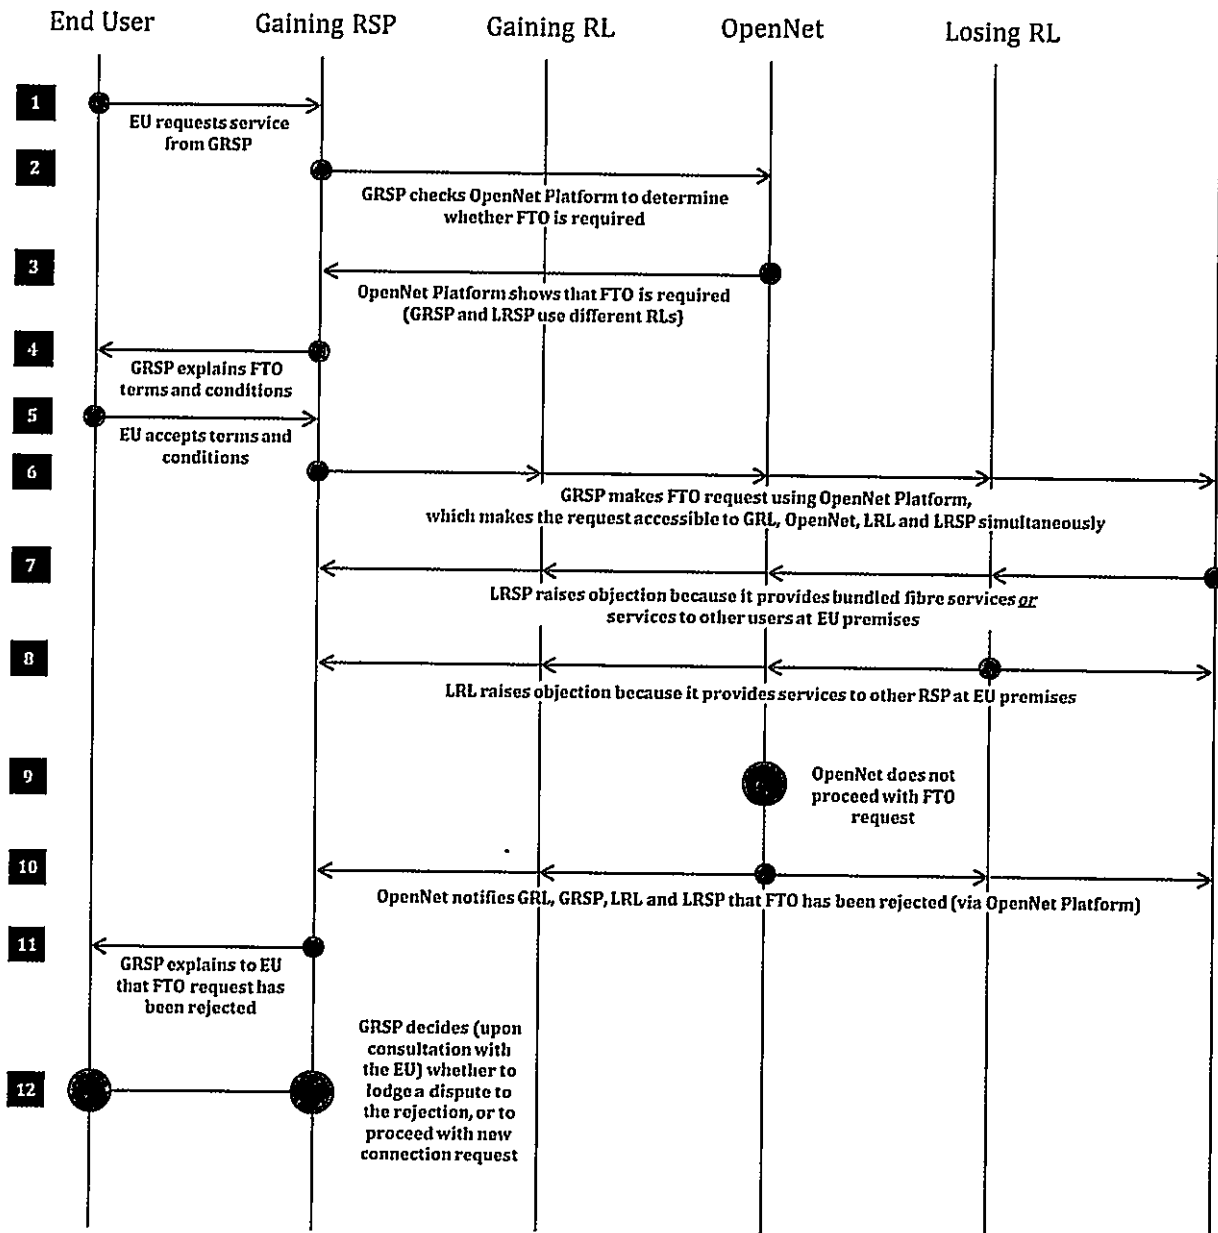 End User
Gaining RSP
Gaining RL
OpenNet
Losing RL
1
EU requests service
from GRSP
2
GRSP checks OpenNet Platform to determine
whether FTO is required
3
OpenNet Platform shows that FTO is required
(GRSP and LRSP use different RLs)
4
GRSP explains FTO
terms and conditions
5
EU accepts terms and
conditions
6
GRSP makes FTO request using OpenNet Platform,
which makes the request accessible to GRL, OpenNet, LRL and LRSP simultaneously
7
LRSP raises objection because it provides bundled fibre services or
services to other users at EU premises
8
LRL raises objection because it provides services to other RSP at EU premises
9
OpenNet does not
proceed with FTO
request
10
OpenNet notifies GRL, GRSP, LRL and LRSP that FTO has been rejected (via OpenNet Platform)
11
GRSP explains to EU
that FTO request has
been rejected
12
GRSP decides (upon
consultation with
the EU) whether to
lodge a dispute to
the rejection, or to
proceed with new
connection request